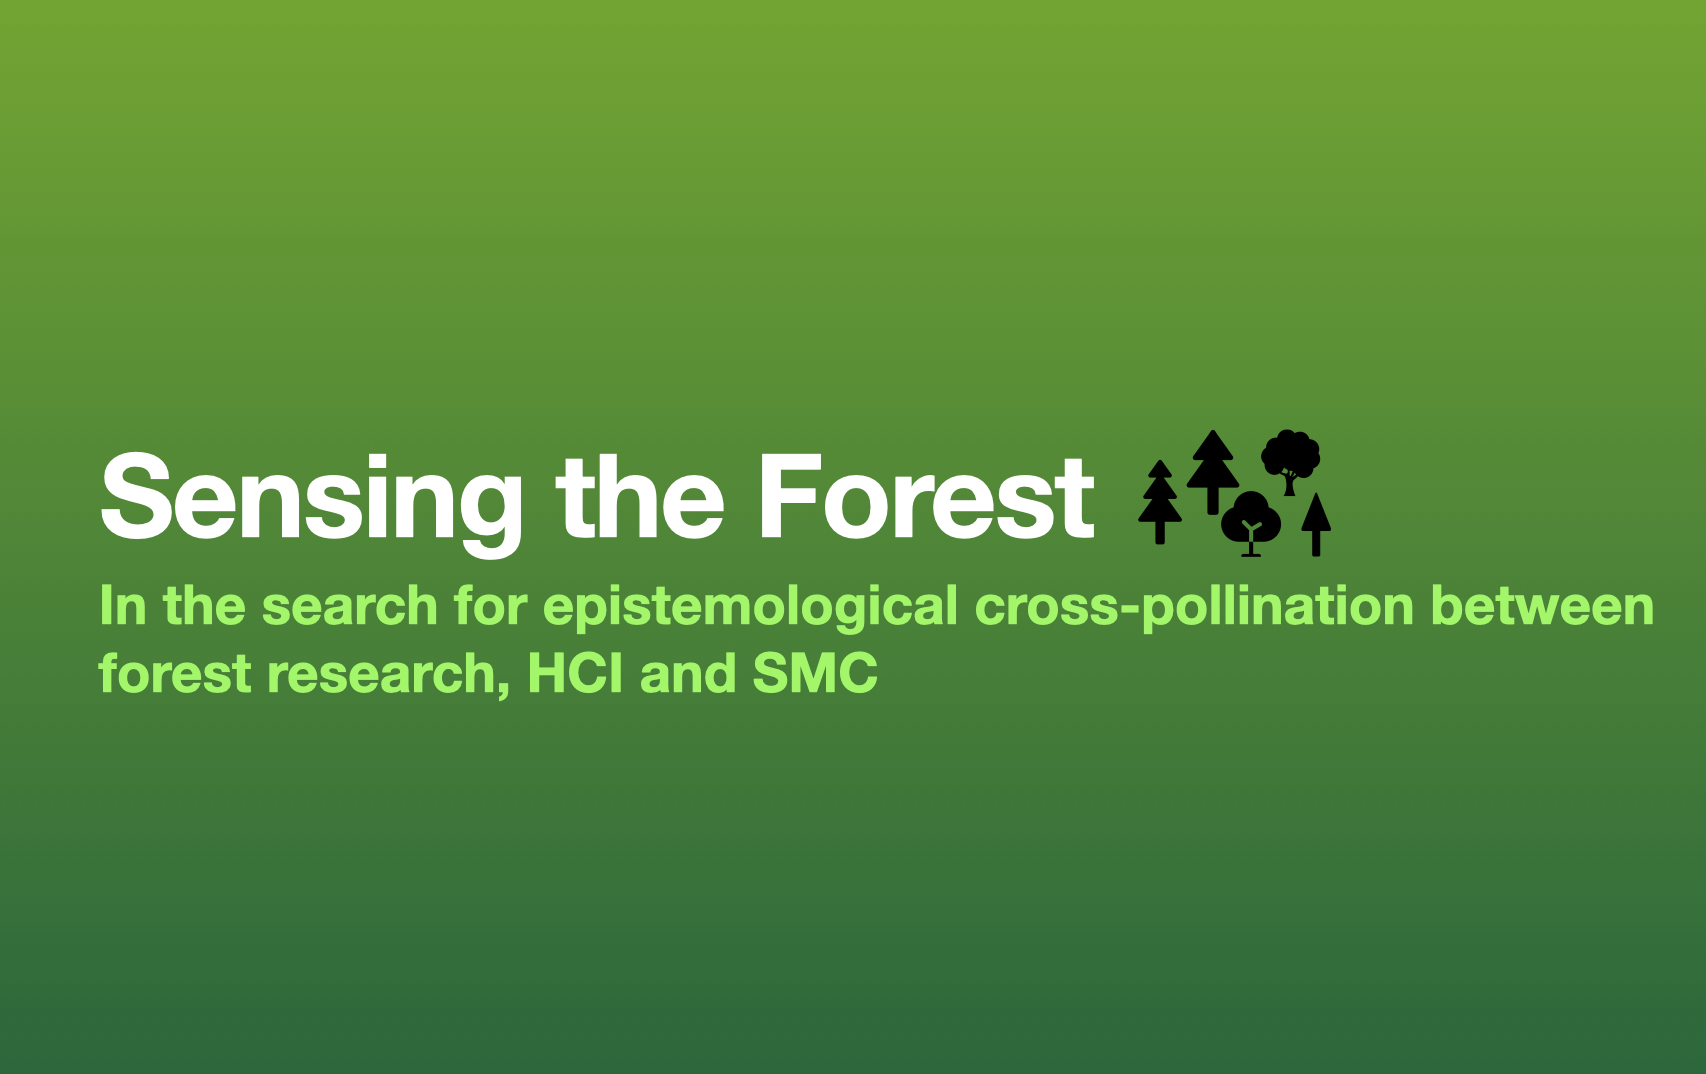 Sensing the Forest
In the search for epistemological cross-pollination between
forest research, HCI and SMC